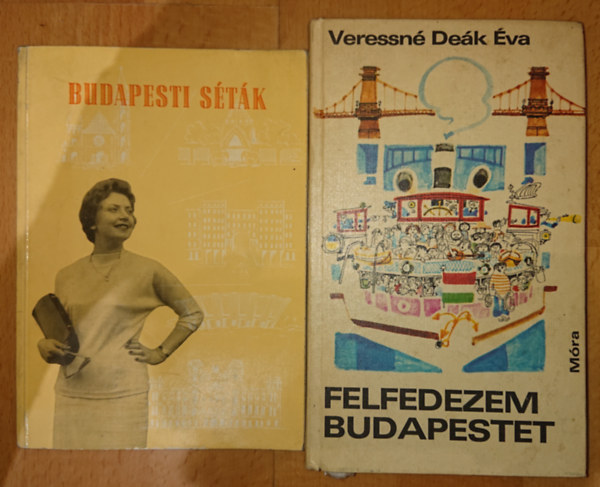 BUDAPESTI SÉTÁK
Veressné Deák Éva
Móra
FELFEDEZEM
BUDAPESTET